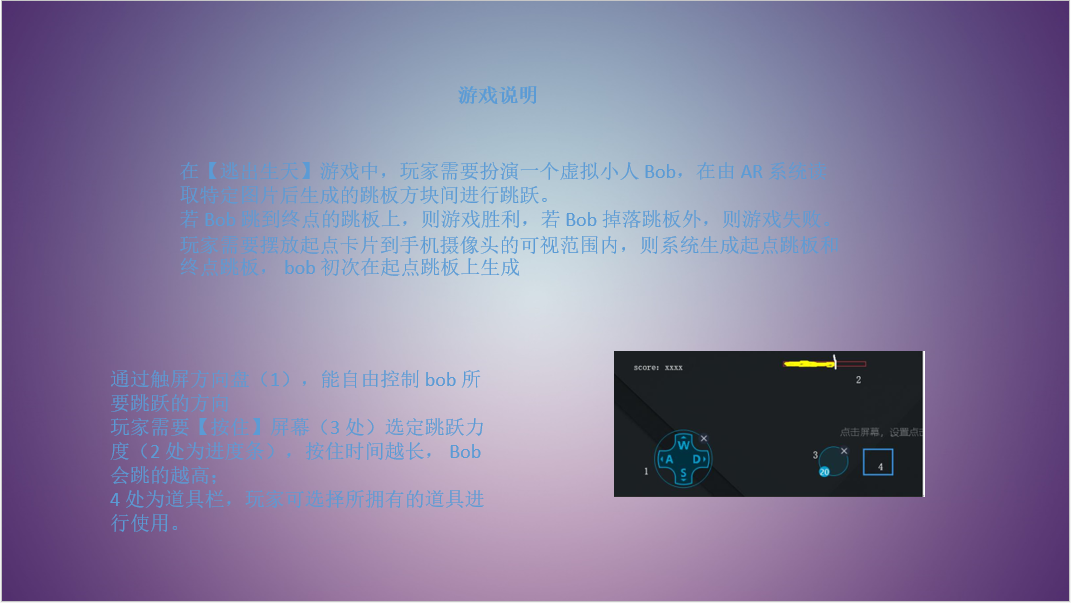 游戏说明
在【逃出生天】游戏中，玩家需要扮演一个虚拟小人 Bob，在由 AR 系统读
取特定图片后生成的跳板方块间进行跳跃。
若 Bob 跳到终点的跳板上，则游戏胜利，若 Bob 掉落跳板外，则游戏失败。
玩家需要摆放起点卡片到手机摄像头的可视范围内，则系统生成起点跳板和
终点跳板， bob 初次在起点跳板上生成
通过触屏方向盘（1），能自由控制 bob 所
要跳跃的方向；
玩家需要【按住】屏幕（3 处）选定跳跃力
度（2 处为进度条），按住时间越长， Bob
会跳的越高；
4 处为道具栏，玩家可选择所拥有的道具进
行使用。
score: xxxx
2
点击屏幕，设置点击
W
A D
S
1
3
20
4